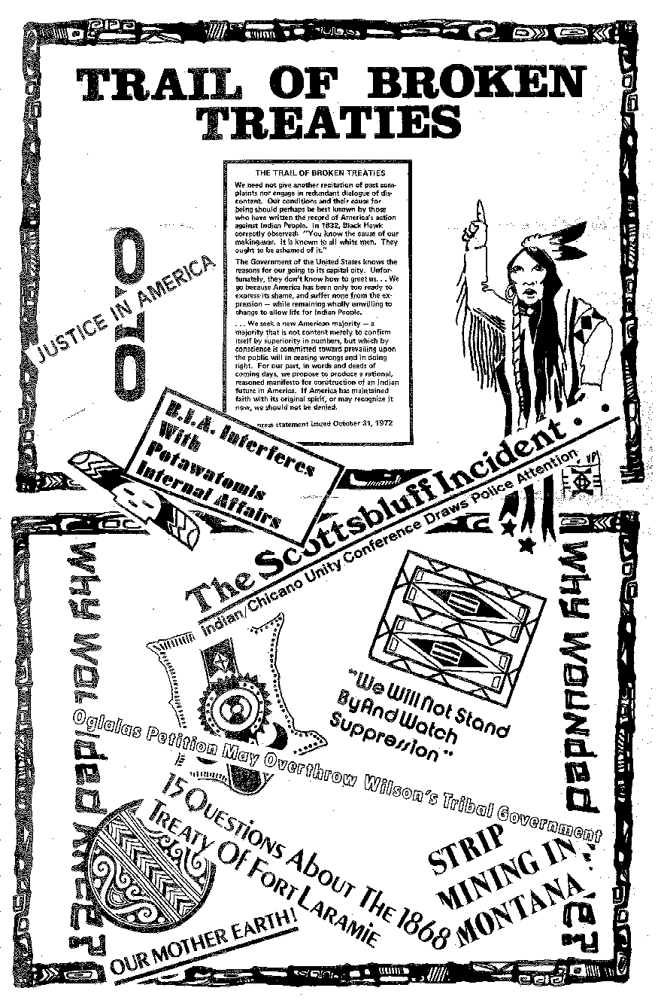 TRAIL OF BROKEN
TREATIES
THE TRAIL OF BROKEN TREATIES
We need not give another recitation of past com-
plaints nor engage in redundant dialogue of dis-
content. Our conditions and their cause for
being should perhaps be best known by those
who have written the record of America's action
against Indian People. In 1832, Black Hawk
correctly observed: "You know the cause of our
making war. It is known to all white men. They
ought to be ashamed of it."
The Government of the United States knows the
reasons for our going to its capital city. Unfor-
tunately, they don't know how to greet us. . . We
go because America has been only too ready to
express its shame, and suffer none from the ex-
pression — while remaining wholly unwilling to
change to allow life for Indian People.
. . . We seek a new American majority — a
majority that is not content merely to confirm
itself by superiority in numbers, but which by
conscience is committed toward prevailing upon
the public will in ceasing wrongs and in doing
right. For our part, in words and deeds of
coming days, we propose to produce a rational,
reasoned manifesto for construction of an Indian
future in America. If America has maintained
faith with its original spirit, or may recognize it
now, we should not be denied.
press statement issued October 31, 1972
JUSTICE IN AMERICA
B.I.A. Interferes
With
Potawatomis
Internal Affairs
The Scottsbluff Incident . .
Indian/Chicano Unity Conference Draws Police Attention
Why wounded knee?
Why wounded
"We Will Not Stand
By And Watch
Suppression"
Oglalas Petition May Overthrow Wilson's Tribal Government
15 QUESTIONS ABOUT THE 1868
TREATY OF FORT LARAMIE
STRIP
MINING IN
MONTANA
OUR MOTHER EARTH!